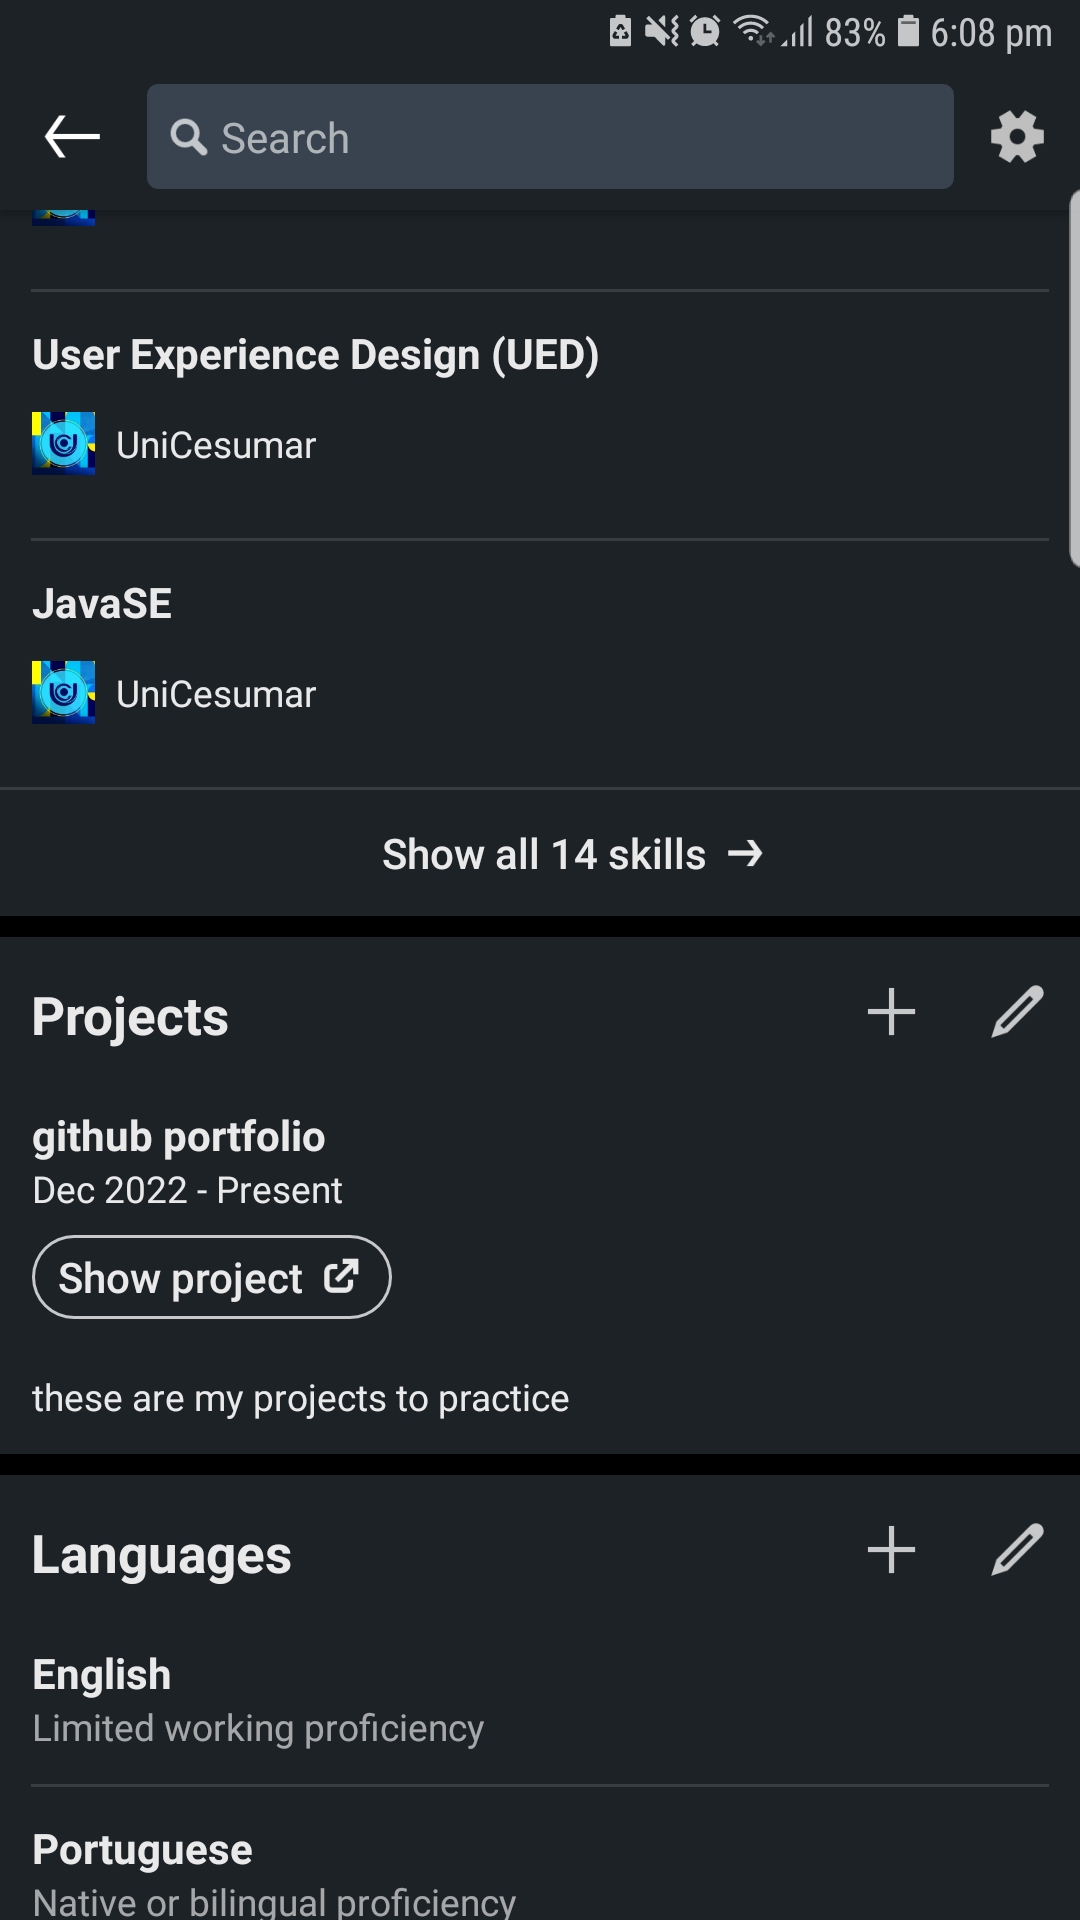 83% 6:08 pm
Search
User Experience Design (UED)
UniCesumar
JavaSE
UniCesumar
Show all 14 skills →
Projects
github portfolio
Dec 2022 - Present
Show project
these are my projects to practice
Languages
English
Limited working proficiency
Portuguese
Native or bilingual proficiency